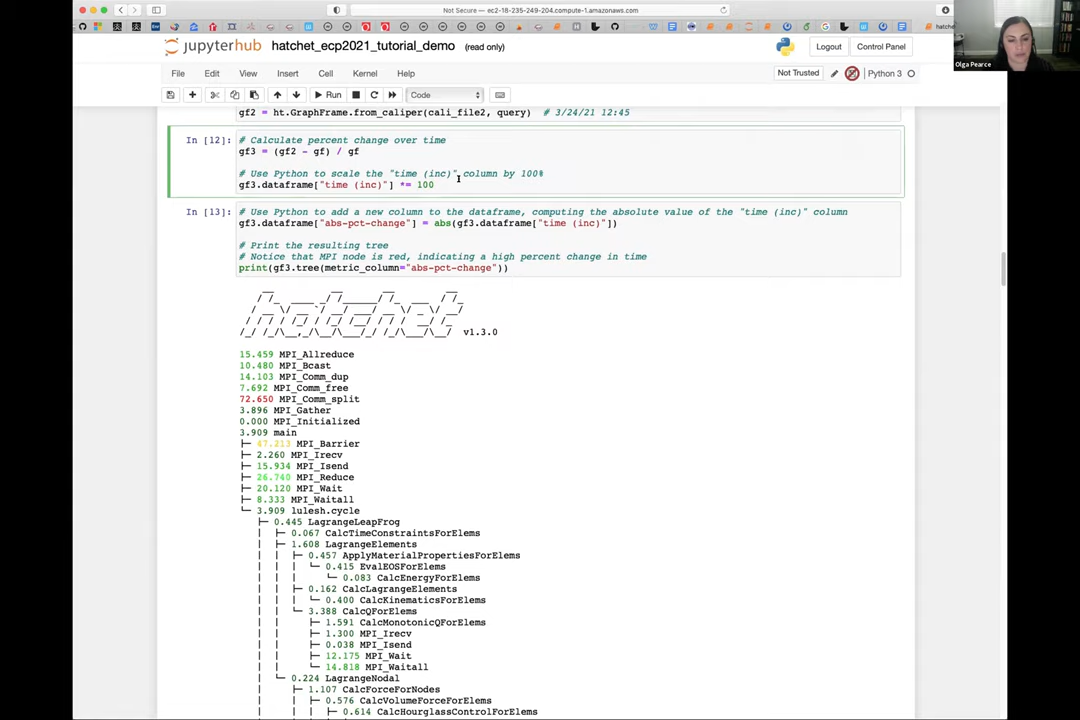 Not Secure — ec2-18-235-249-204.compute-1.amazonaws.com
jupyterhub hatchet_ecp2021_tutorial_demo (read only)
Logout Control Panel
Olga Pearce
File Edit View Insert Cell Kernel Help
Not Trusted Python 3
Run Code
gf2 = ht.GraphFrame.from_caliper(cali_file2, query) # 3/24/21 12:45
In [12]: # Calculate percent change over time
gf3 = (gf2 - gf) / gf
# Use Python to scale the "time (inc)" column by 100%
gf3.dataframe["time (inc)"] *= 100
In [13]: # Use Python to add a new column to the dataframe, computing the absolute value of the "time (inc)" column
gf3.dataframe["abs-pct-change"] = abs(gf3.dataframe["time (inc)"])
# Print the resulting tree
# Notice that MPI node is red, indicating a high percent change in time
print(gf3.tree(metric_column="abs-pct-change"))
hatchet v1.3.0
15.459 MPI_Allreduce
10.480 MPI_Bcast
14.103 MPI_Comm_dup
7.692 MPI_Comm_free
72.650 MPI_Comm_split
3.896 MPI_Gather
0.000 MPI_Initialized
3.909 main
├─ 47.213 MPI_Barrier
├─ 2.260 MPI_Irecv
├─ 15.934 MPI_Isend
├─ 26.740 MPI_Reduce
├─ 20.120 MPI_Wait
├─ 8.333 MPI_Waitall
└─ 3.909 lulesh.cycle
├─ 0.445 LagrangeLeapFrog
│ ├─ 0.067 CalcTimeConstraintsForElems
│ ├─ 1.608 LagrangeElements
│ │ ├─ 0.457 ApplyMaterialPropertiesForElems
│ │ │ └─ 0.415 EvalEOSForElems
│ │ │ └─ 0.083 CalcEnergyForElems
│ │ ├─ 0.162 CalcLagrangeElements
│ │ │ └─ 0.400 CalcKinematicsForElems
│ │ └─ 3.388 CalcQForElems
│ │ ├─ 1.591 CalcMonotonicQForElems
│ │ ├─ 1.300 MPI_Irecv
│ │ ├─ 0.038 MPI_Isend
│ │ ├─ 12.175 MPI_Wait
│ │ └─ 14.818 MPI_Waitall
│ └─ 0.224 LagrangeNodal
│ ├─ 1.107 CalcForceForNodes
│ │ ├─ 0.576 CalcVolumeForceForElems
│ │ │ ├─ 0.614 CalcHourglassControlForElems